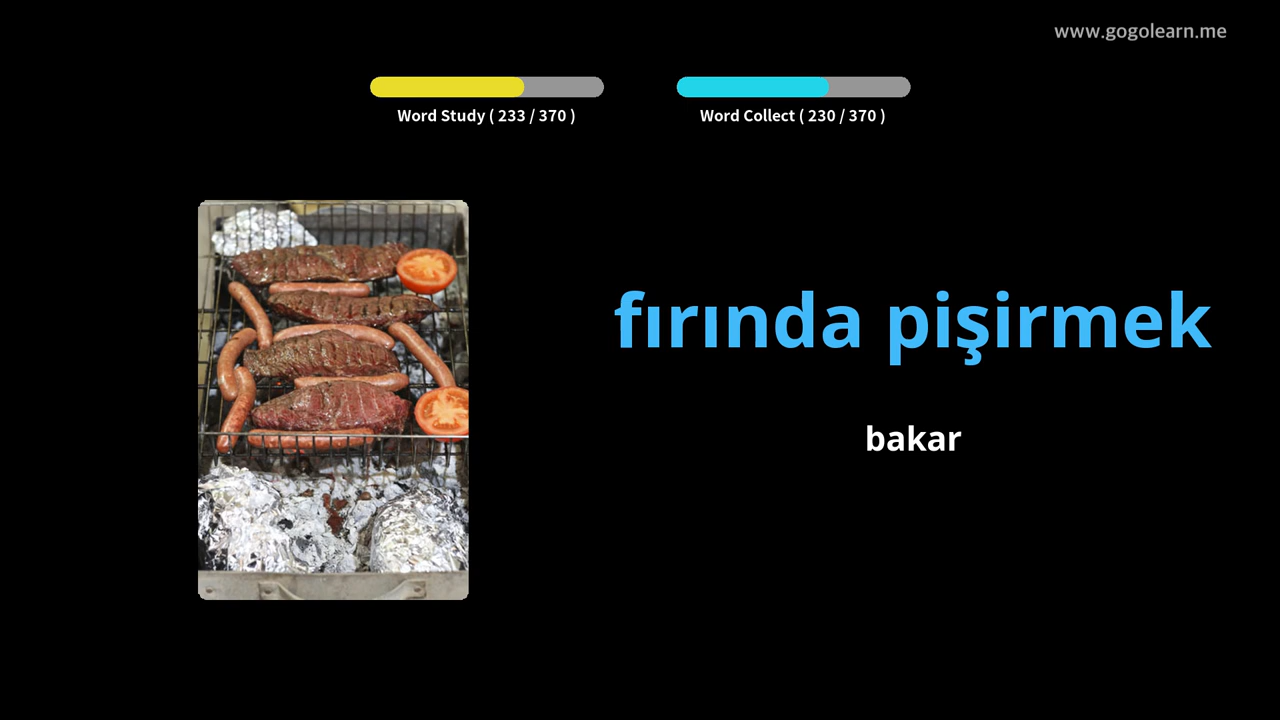 www.gogolearn.me
Word Study ( 233 / 370 )
Word Collect ( 230 / 370 )
fırında pişirmek
bakar